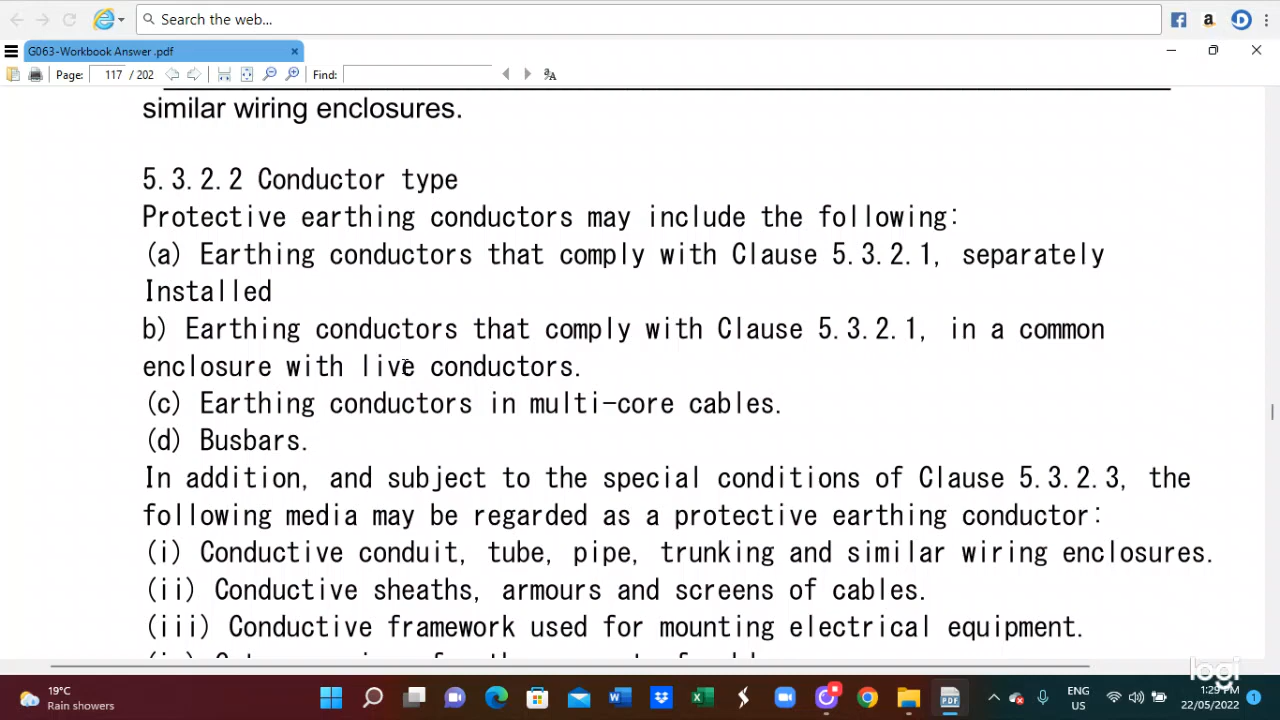 Search the web...
G063-Workbook Answer .pdf
Page: 117 / 202 Find:
similar wiring enclosures.
5.3.2.2 Conductor type
Protective earthing conductors may include the following:
(a) Earthing conductors that comply with Clause 5.3.2.1, separately
Installed
b) Earthing conductors that comply with Clause 5.3.2.1, in a common
enclosure with live conductors.
(c) Earthing conductors in multi-core cables.
(d) Busbars.
In addition, and subject to the special conditions of Clause 5.3.2.3, the
following media may be regarded as a protective earthing conductor:
(i) Conductive conduit, tube, pipe, trunking and similar wiring enclosures.
(ii) Conductive sheaths, armours and screens of cables.
(iii) Conductive framework used for mounting electrical equipment.
logi
19°C
Rain showers
ENG
US
1:29 PM
22/05/2022